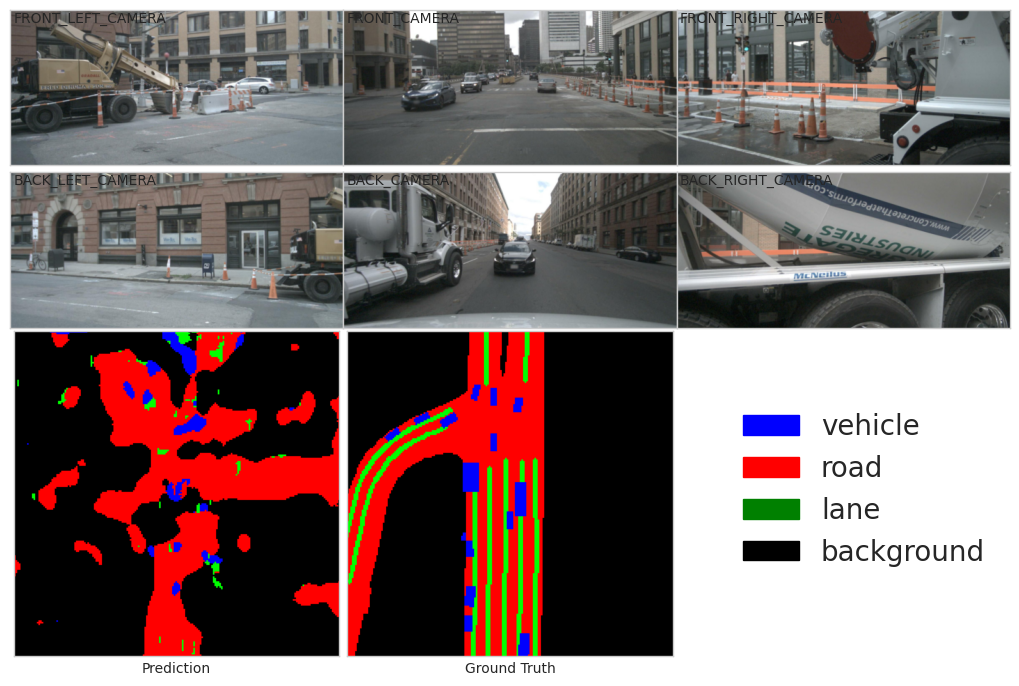 FRONT_LEFT_CAMERA
FRONT_CAMERA
FRONT_RIGHT_CAMERA
BACK_LEFT_CAMERA
BACK_CAMERA
BACK_RIGHT_CAMERA
www.ConcreteThatPerforms.com
INDUSTRIES
McNeilus
vehicle
road
lane
background
Prediction
Ground Truth